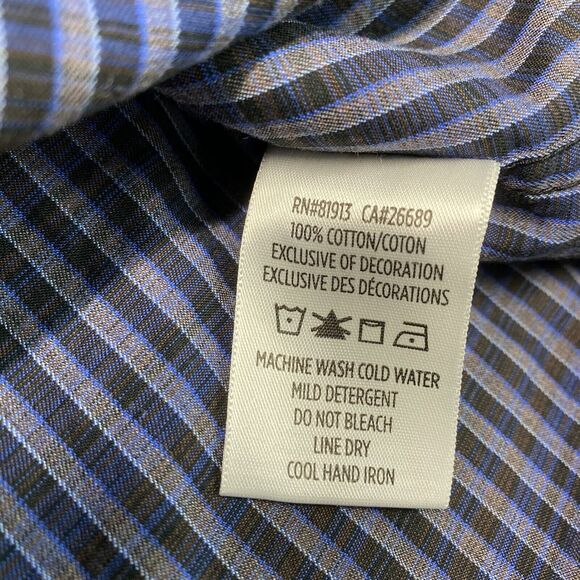 RN#81913 CA#26689
100% COTTON/COTON
EXCLUSIVE OF DECORATION
EXCLUSIVE DES DÉCORATIONS
MACHINE WASH COLD WATER
MILD DETERGENT
DO NOT BLEACH
LINE DRY
COOL HAND IRON